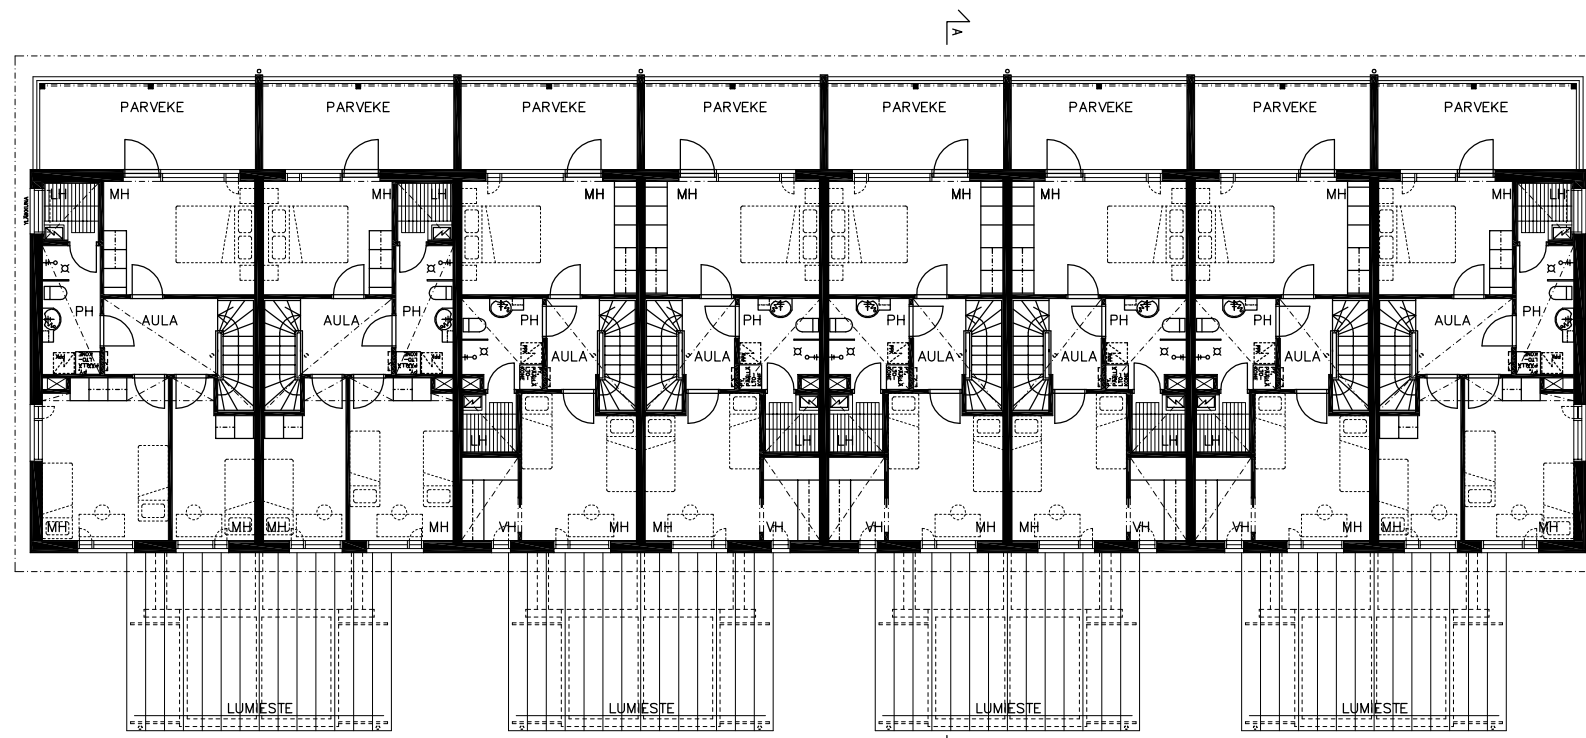 A
PARVEKE PARVEKE PARVEKE PARVEKE PARVEKE PARVEKE PARVEKE PARVEKE
LH MH MH LH MH MH MH MH MH MH LH
PH AULA AULA PH PH PH PH PH PH AULA PH
AULA AULA AULA AULA AULA
LH LH LH LH LH
MH MH MH MH VH MH MH VH VH MH MH VH VH MH MH MH
LUMIESTE LUMIESTE LUMIESTE LUMIESTE